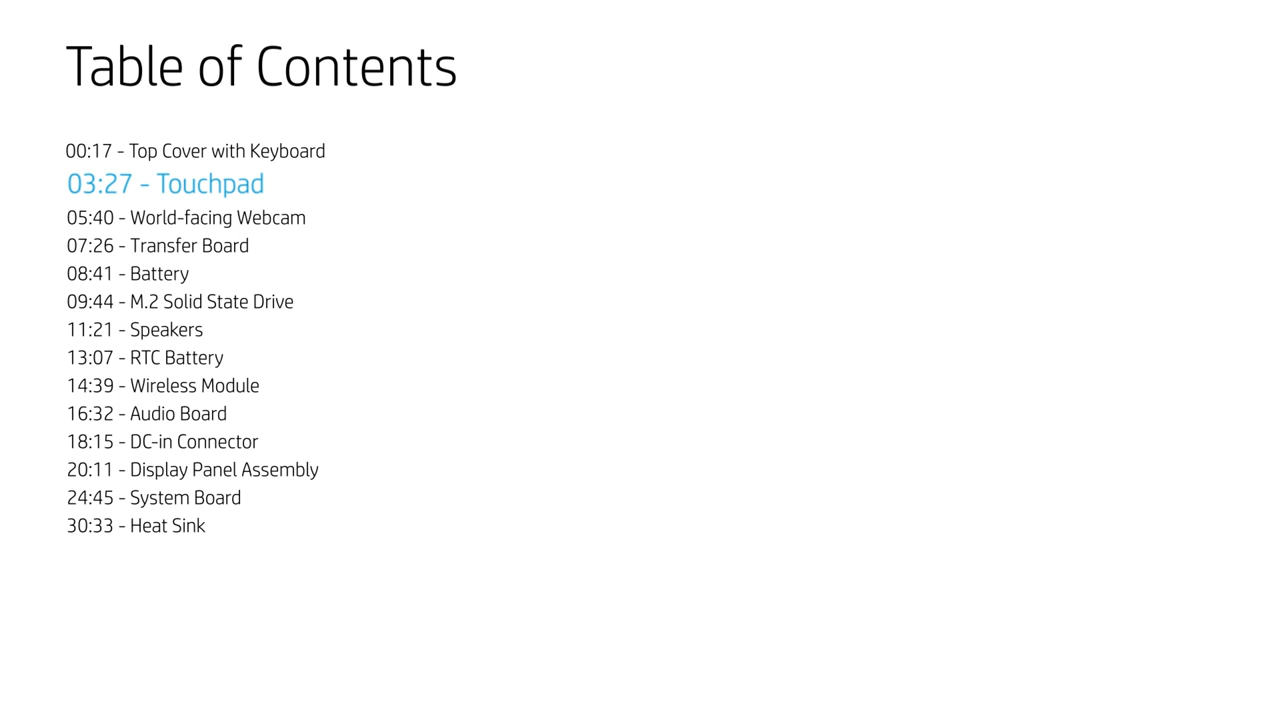 Table of Contents
00:17 - Top Cover with Keyboard
03:27 - Touchpad
05:40 - World-facing Webcam
07:26 - Transfer Board
08:41 - Battery
09:44 - M.2 Solid State Drive
11:21 - Speakers
13:07 - RTC Battery
14:39 - Wireless Module
16:32 - Audio Board
18:15 - DC-in Connector
20:11 - Display Panel Assembly
24:45 - System Board
30:33 - Heat Sink